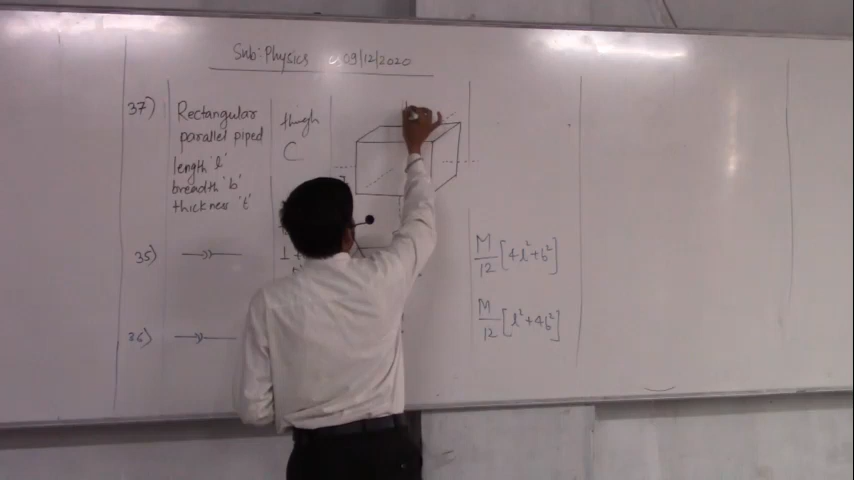 Sub: Physics 09/12/2020
37) Rectangular
parallel piped
length 'l'
breadth 'b'
thickness 't'
through
C
35)
M/12 [4l²+b²]
36)
M/12 [l²+4b²]